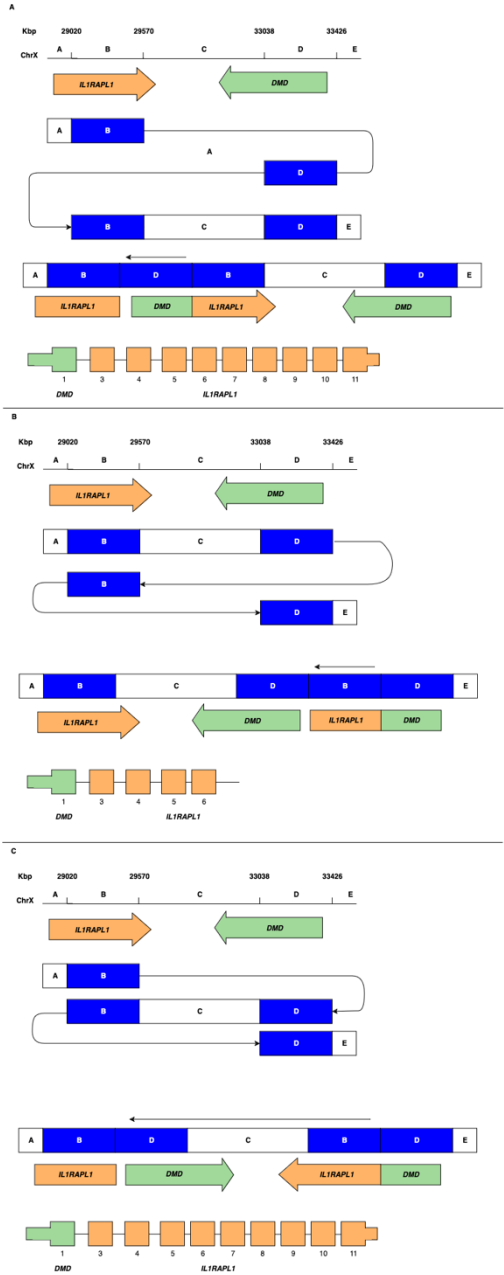 A
Kbp 29020 29570 33038 33426
A B C D E
ChrX
IL1RAPL1 DMD
A B
A
D
B C D E
A B D B C D E
IL1RAPL1 DMD IL1RAPL1 DMD
1 3 4 5 6 7 8 9 10 11
DMD IL1RAPL1
B
Kbp 29020 29570 33038 33426
A B C D E
ChrX
IL1RAPL1 DMD
A B C D
B
D E
A B C D B D E
IL1RAPL1 DMD IL1RAPL1 DMD
1 3 4 5 6
DMD IL1RAPL1
C
Kbp 29020 29570 33038 33426
A B C D E
ChrX
IL1RAPL1 DMD
A B
B C D
D E
A B D C B D E
IL1RAPL1 DMD IL1RAPL1 DMD
1 3 4 5 6 7 8 9 10 11
DMD IL1RAPL1